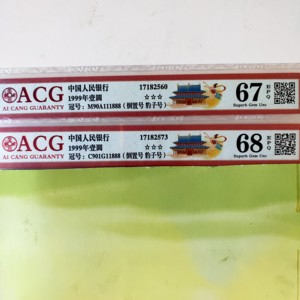 ACG
AI CANG GUARANTY
中国人民银行
17182560
1999年壹圆
☆☆☆
冠号：M90A111888（倒置号 豹子号）
67
EPQ
Superb Gem Unc
ACG
AI CANG GUARANTY
中国人民银行
17182573
1999年壹圆
☆☆☆
冠号：C901G11888（倒置号 豹子号）
68
EPQ
Superb Gem Unc